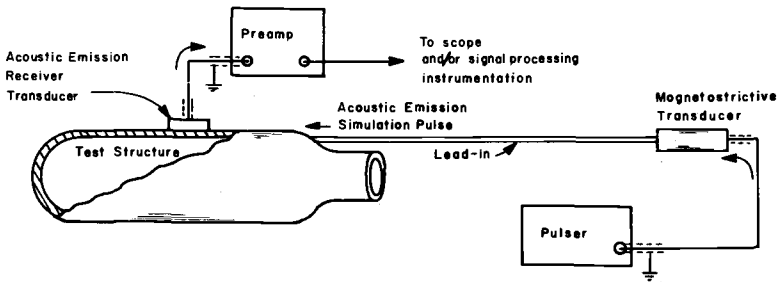 Preamp
To scope
and/or signal processing
instrumentation
Acoustic Emission
Receiver
Transducer
Acoustic Emission
Simulation Pulse
Magnetostrictive
Transducer
Test Structure
Lead-in
Pulser